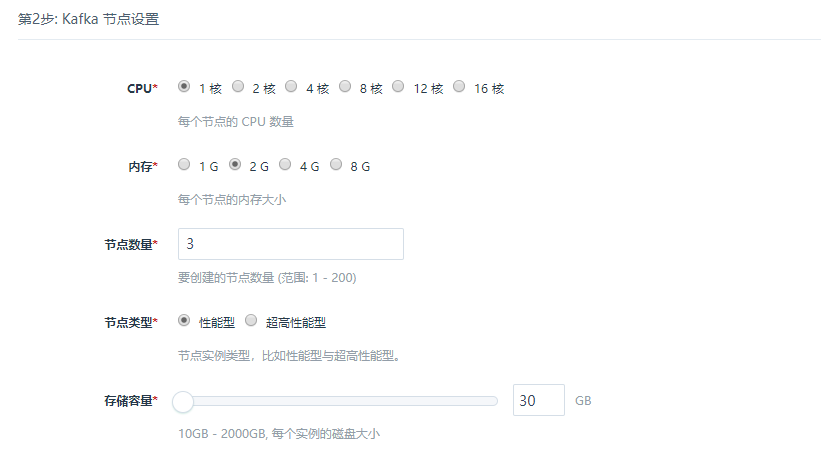 第2步: Kafka 节点设置
CPU* 1 核 2 核 4 核 8 核 12 核 16 核
每个节点的 CPU 数量
内存* 1 G 2 G 4 G 8 G
每个节点的内存大小
节点数量* 3
要创建的节点数量 (范围: 1 - 200)
节点类型* 性能型 超高性能型
节点实例类型，比如性能型与超高性能型。
存储容量* 30 GB
10GB - 2000GB, 每个实例的磁盘大小